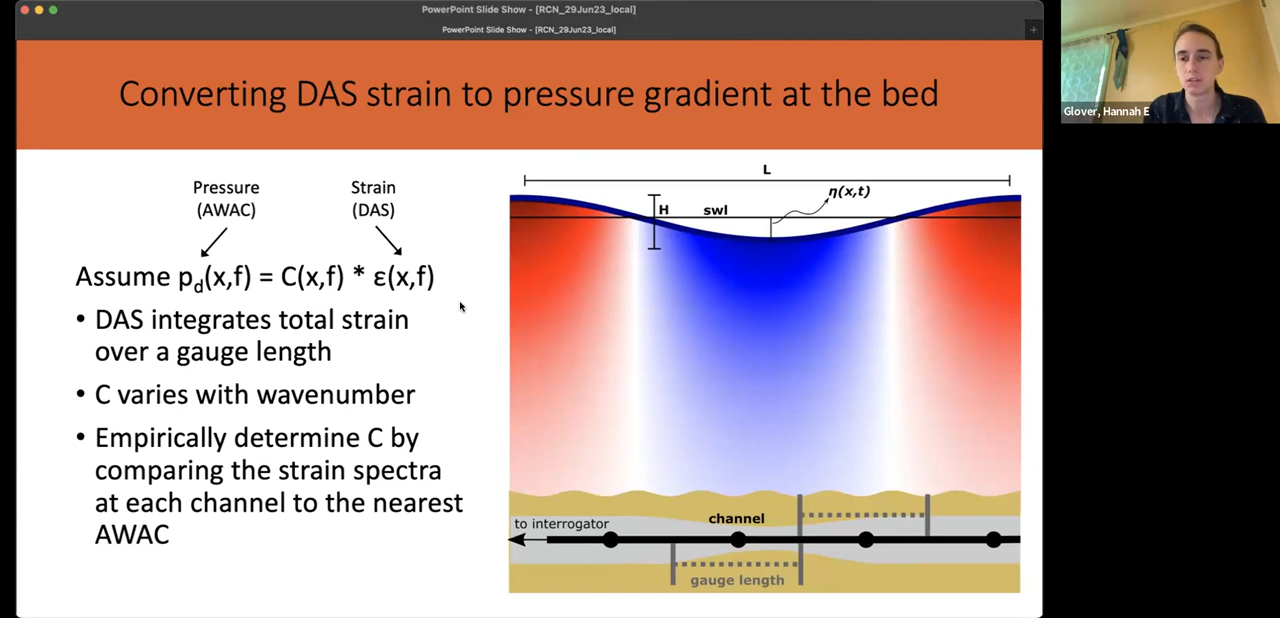 PowerPoint Slide Show - [RCN_29Jun23_local]
PowerPoint Slide Show - [RCN_29Jun23_local]
+
Converting DAS strain to pressure gradient at the bed
Pressure
(AWAC)
Strain
(DAS)
Assume p_d(x,f) = C(x,f) * ε(x,f)
• DAS integrates total strain
over a gauge length
• C varies with wavenumber
• Empirically determine C by
comparing the strain spectra
at each channel to the nearest
AWAC
L
η(x,t)
H
swl
to interrogator
channel
gauge length
Glover, Hannah E